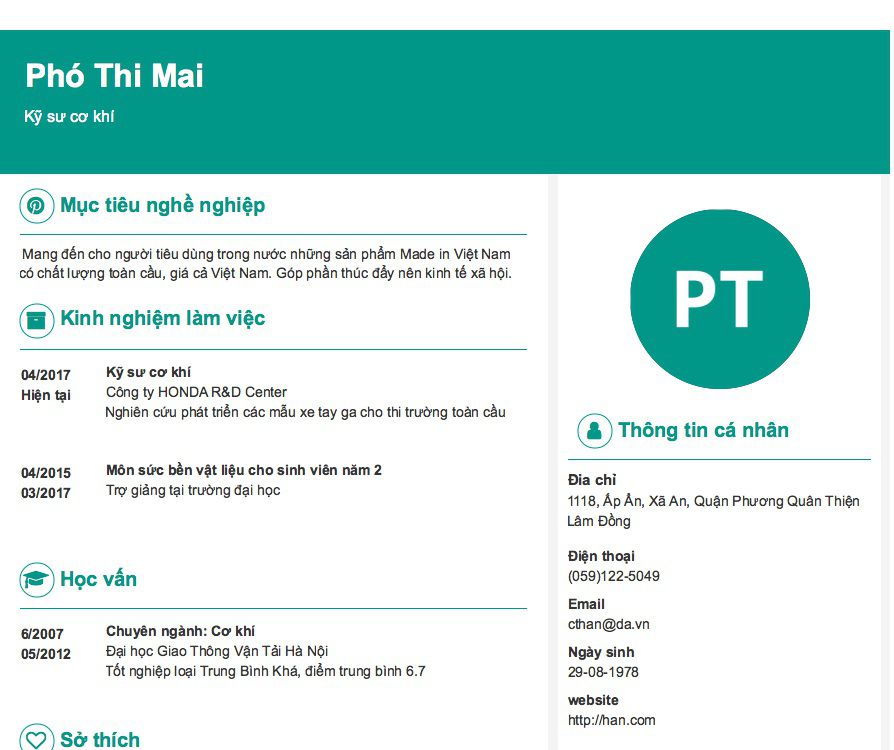 Phó Thi Mai
Kỹ sư cơ khí
Mục tiêu nghề nghiệp
Mang đến cho người tiêu dùng trong nước những sản phẩm Made in Việt Nam
có chất lượng toàn cầu, giá cả Việt Nam. Góp phần thúc đẩy nên kinh tế xã hội.
Kinh nghiệm làm việc
04/2017
Hiện tại
Kỹ sư cơ khí
Công ty HONDA R&D Center
Nghiên cứu phát triển các mẫu xe tay ga cho thi trường toàn cầu
04/2015
03/2017
Môn sức bền vật liệu cho sinh viên năm 2
Trợ giảng tại trường đại học
Học vấn
6/2007
05/2012
Chuyên ngành: Cơ khí
Đại học Giao Thông Vận Tải Hà Nội
Tốt nghiệp loại Trung Bình Khá, điểm trung bình 6.7
Sở thích
PT
Thông tin cá nhân
Đia chỉ
1118, Ấp Ân, Xã An, Quận Phương Quân Thiện
Lâm Đồng
Điện thoại
(059)122-5049
Email
cthan@da.vn
Ngày sinh
29-08-1978
website
http://han.com